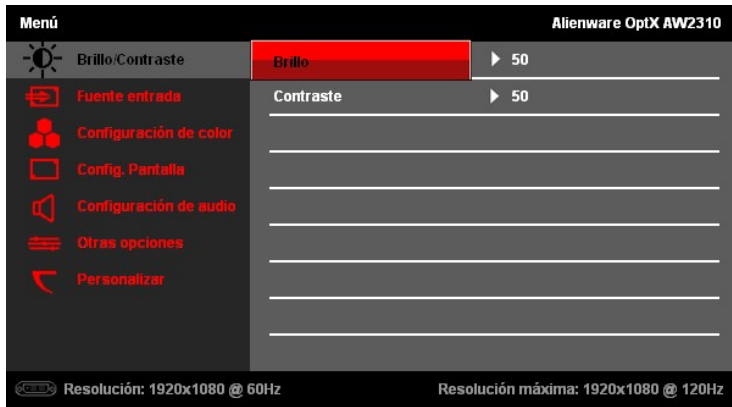 Menú Alienware OptX AW2310
Brillo/Contraste Brillo 50
Fuente entrada Contraste 50
Configuración de color
Config. Pantalla
Configuración de audio
Otras opciones
Personalizar
Resolución: 1920x1080 @ 60Hz Resolución máxima: 1920x1080 @ 120Hz